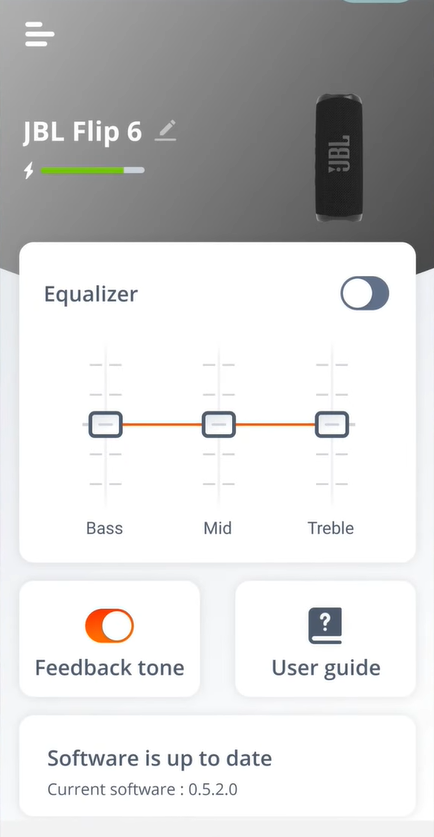 JBL Flip 6
JBL
Equalizer
Bass Mid Treble
Feedback tone
?
User guide
Software is up to date
Current software : 0.5.2.0